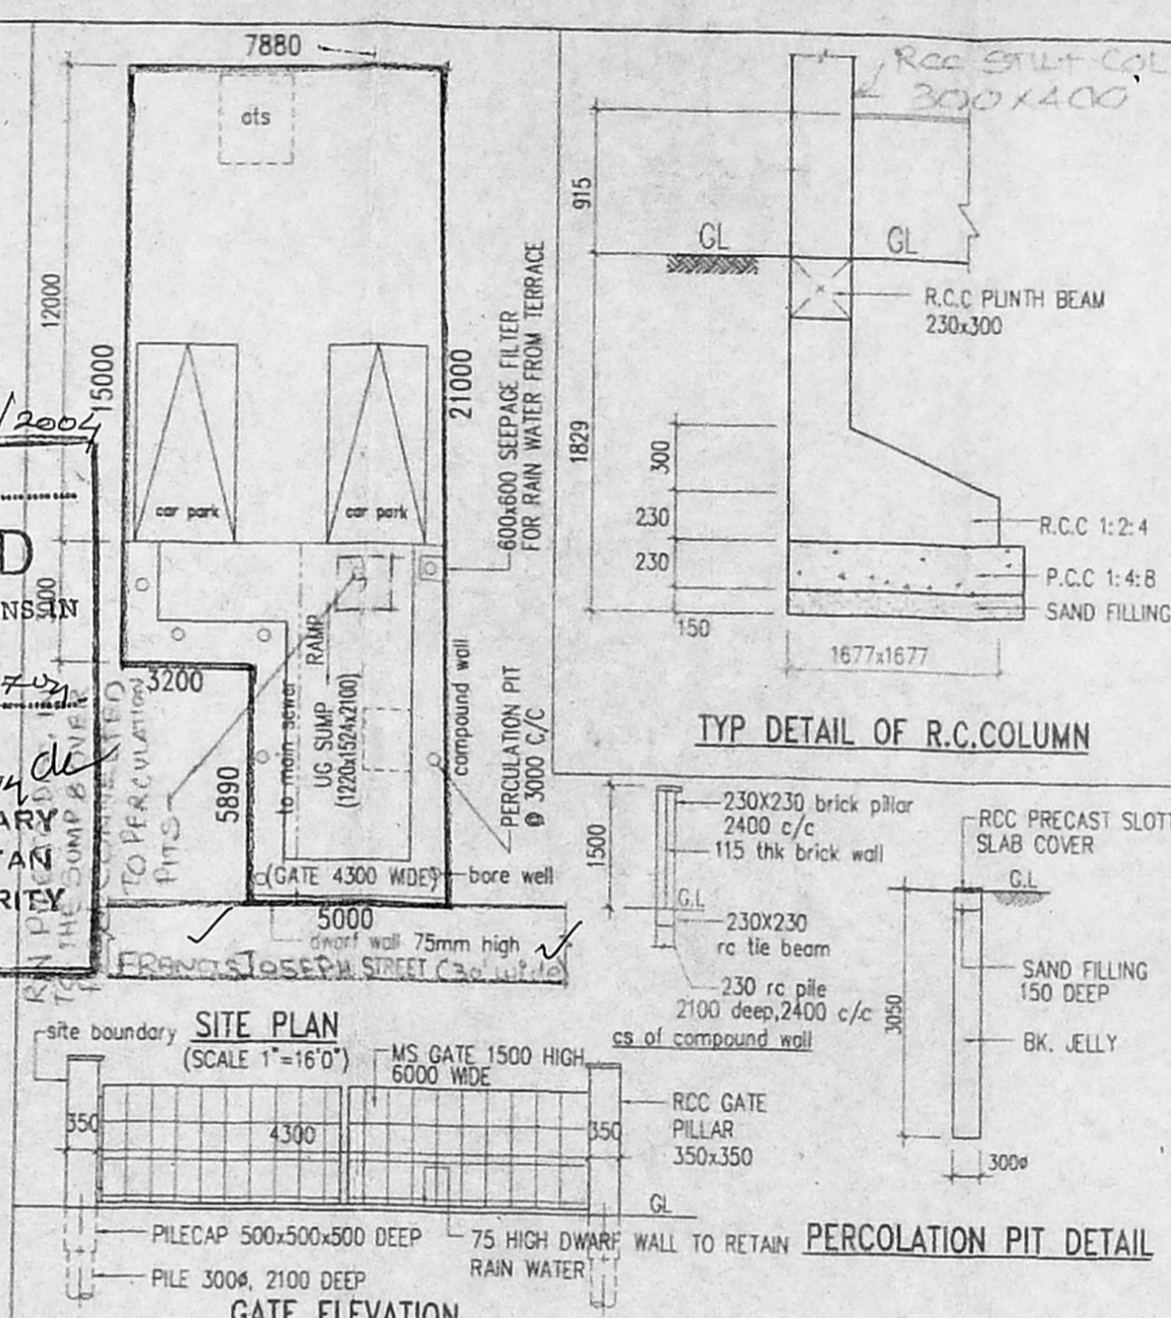 7880
ots
12000
15000
21000
car park
car park
600x600 SEEPAGE FILTER
FOR RAIN WATER FROM TERRACE
/2004
D
NS IN
ARY
TAN
RITY
3200
5890
RAMP
to main sewer
UG SUMP
(1220x1524x2100)
compound wall
PERCULATION PIT
@ 3000 C/C
CONNECTED
TO PERCULATION
PITS
(GATE 4300 WIDE)
bore well
5000
dwarf wall 75mm high
FRANCIS JOSEPH STREET (30' wide)
SITE PLAN
(SCALE 1"=16'0")
RCC STILT COL
300X400
915
GL
GL
R.C.C PLINTH BEAM
230x300
1829
300
230
230
150
R.C.C 1:2:4
P.C.C 1:4:8
SAND FILLING
1677x1677
TYP DETAIL OF R.C.COLUMN
1500
230X230 brick pillar
2400 c/c
115 thk brick wall
G.L
230X230
rc tie beam
230 rc pile
2100 deep,2400 c/c
cs of compound wall
RCC PRECAST SLOTT
SLAB COVER
G.L
SAND FILLING
150 DEEP
3050
BK. JELLY
300ø
PERCOLATION PIT DETAIL
site boundary
MS GATE 1500 HIGH,
6000 WIDE
350
4300
350
RCC GATE
PILLAR
350x350
GL
PILECAP 500x500x500 DEEP
75 HIGH DWARF WALL TO RETAIN
RAIN WATER
PILE 300ø, 2100 DEEP
GATE ELEVATION